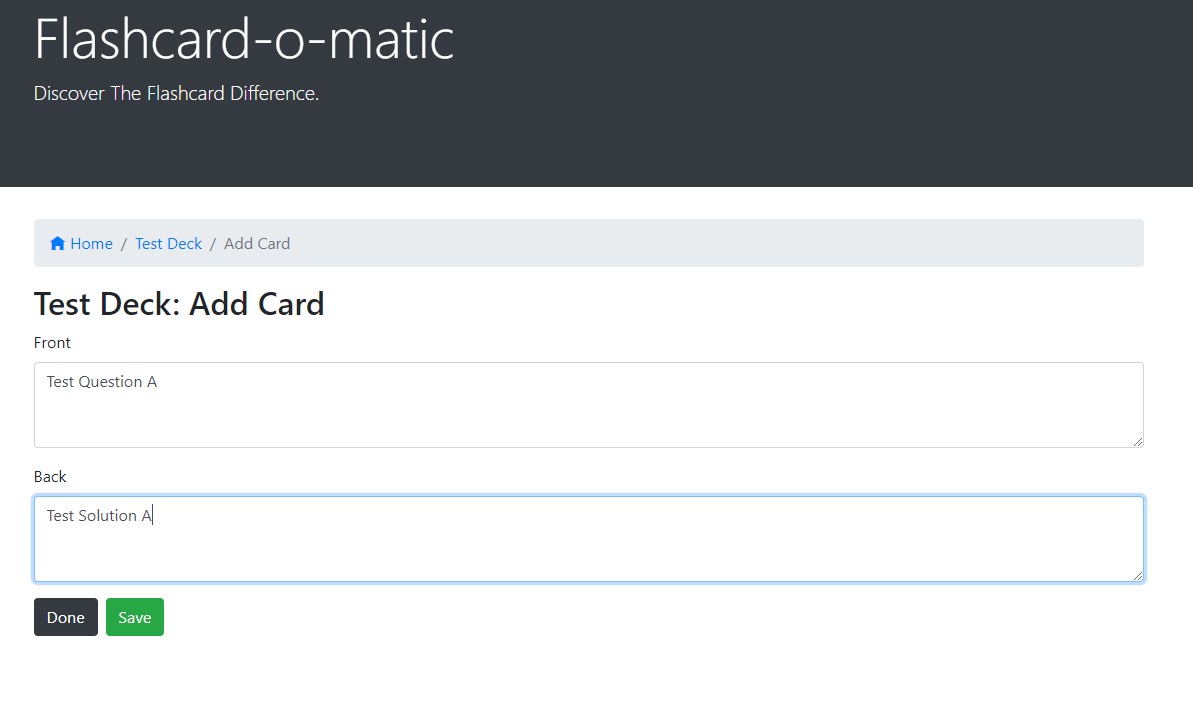 Flashcard-o-matic
Discover The Flashcard Difference.
Home / Test Deck / Add Card
Test Deck: Add Card
Front
Test Question A
Back
Test Solution A
Done Save